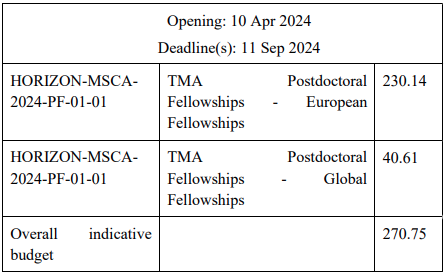 Opening: 10 Apr 2024
Deadline(s): 11 Sep 2024
HORIZON-MSCA-
2024-PF-01-01
TMA Postdoctoral
Fellowships - European
Fellowships
230.14
HORIZON-MSCA-
2024-PF-01-01
TMA Postdoctoral
Fellowships - Global
Fellowships
40.61
Overall indicative
budget
270.75